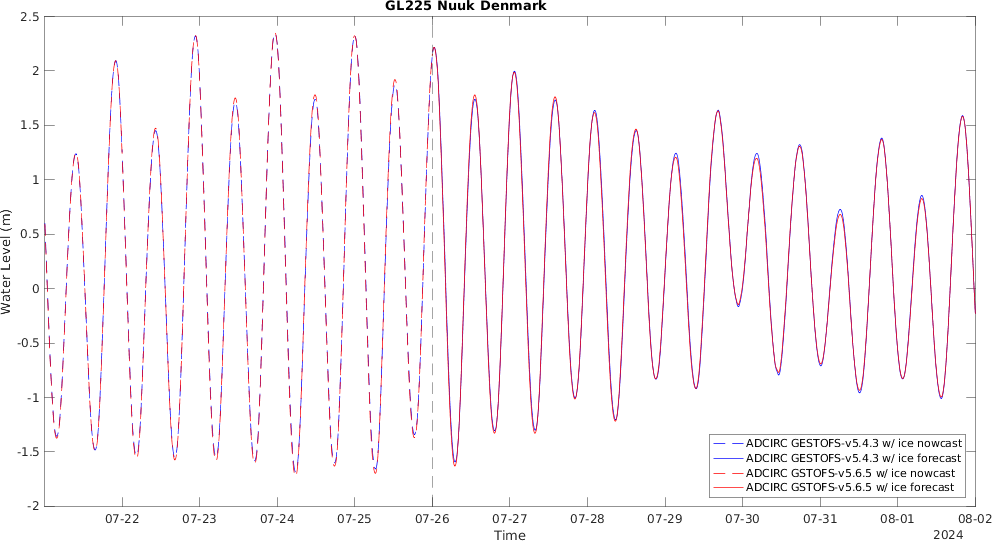 GL225 Nuuk Denmark
2.5
2
1.5
1
0.5
0
-0.5
-1
-1.5
-2
Water Level (m)
07-22 07-23 07-24 07-25 07-26 07-27 07-28 07-29 07-30 07-31 08-01 08-02
Time
2024
ADCIRC GESTOFS-v5.4.3 w/ ice nowcast
ADCIRC GESTOFS-v5.4.3 w/ ice forecast
ADCIRC GSTOFS-v5.6.5 w/ ice nowcast
ADCIRC GSTOFS-v5.6.5 w/ ice forecast